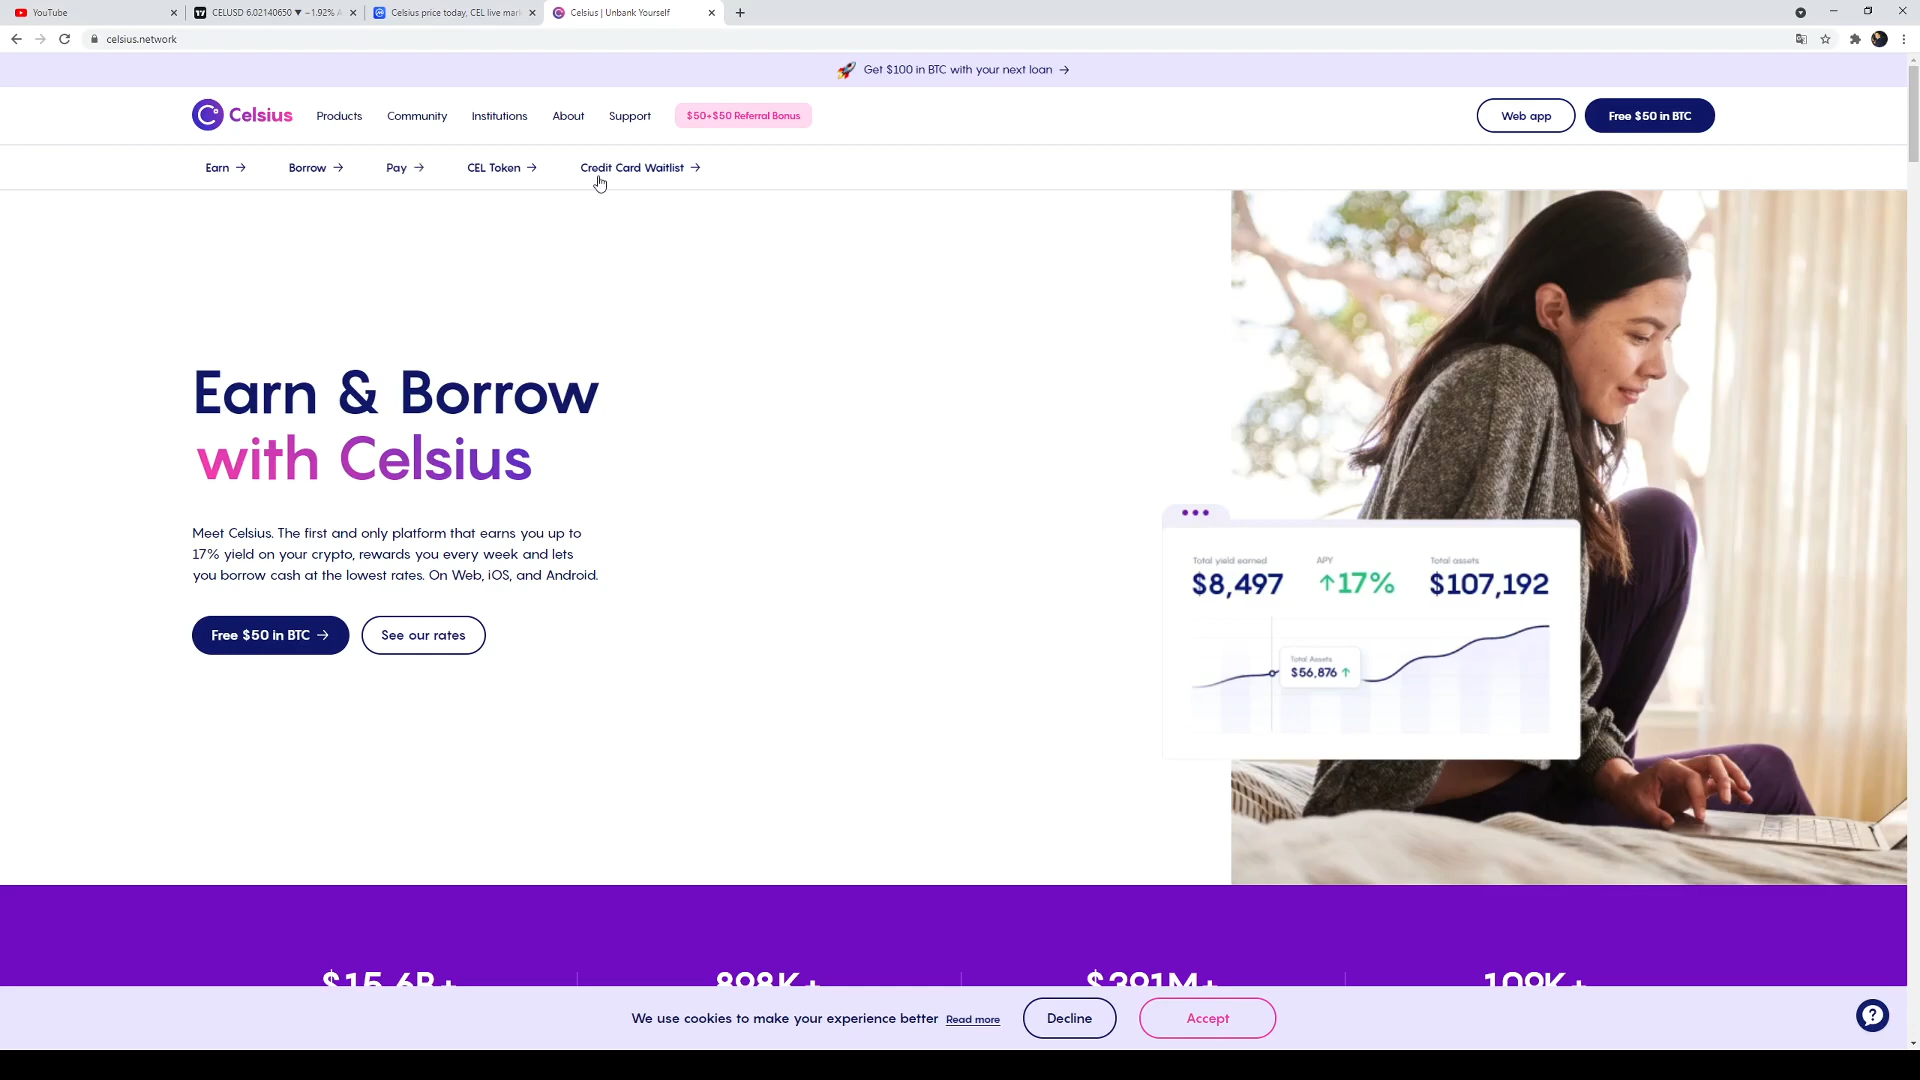 YouTube
CELUSD 6.02140650 ▼ −1.92%
Celsius price today, CEL live mar
Celsius | Unbank Yourself
celsius.network
Get $100 in BTC with your next loan →
Celsius
Products
Community
Institutions
About
Support
$50+$50 Referral Bonus
Web app
Free $50 in BTC
Earn →
Borrow →
Pay →
CEL Token →
Credit Card Waitlist →
Earn & Borrow
with Celsius
Meet Celsius. The first and only platform that earns you up to
17% yield on your crypto, rewards you every week and lets
you borrow cash at the lowest rates. On Web, iOS, and Android.
Free $50 in BTC →
See our rates
Total yield earned
$8,497
APY
↑17%
Total assets
$107,192
Total Assets
$56,876 ↑
$15.6B+
898K+
$391M+
109K+
We use cookies to make your experience better Read more
Decline
Accept